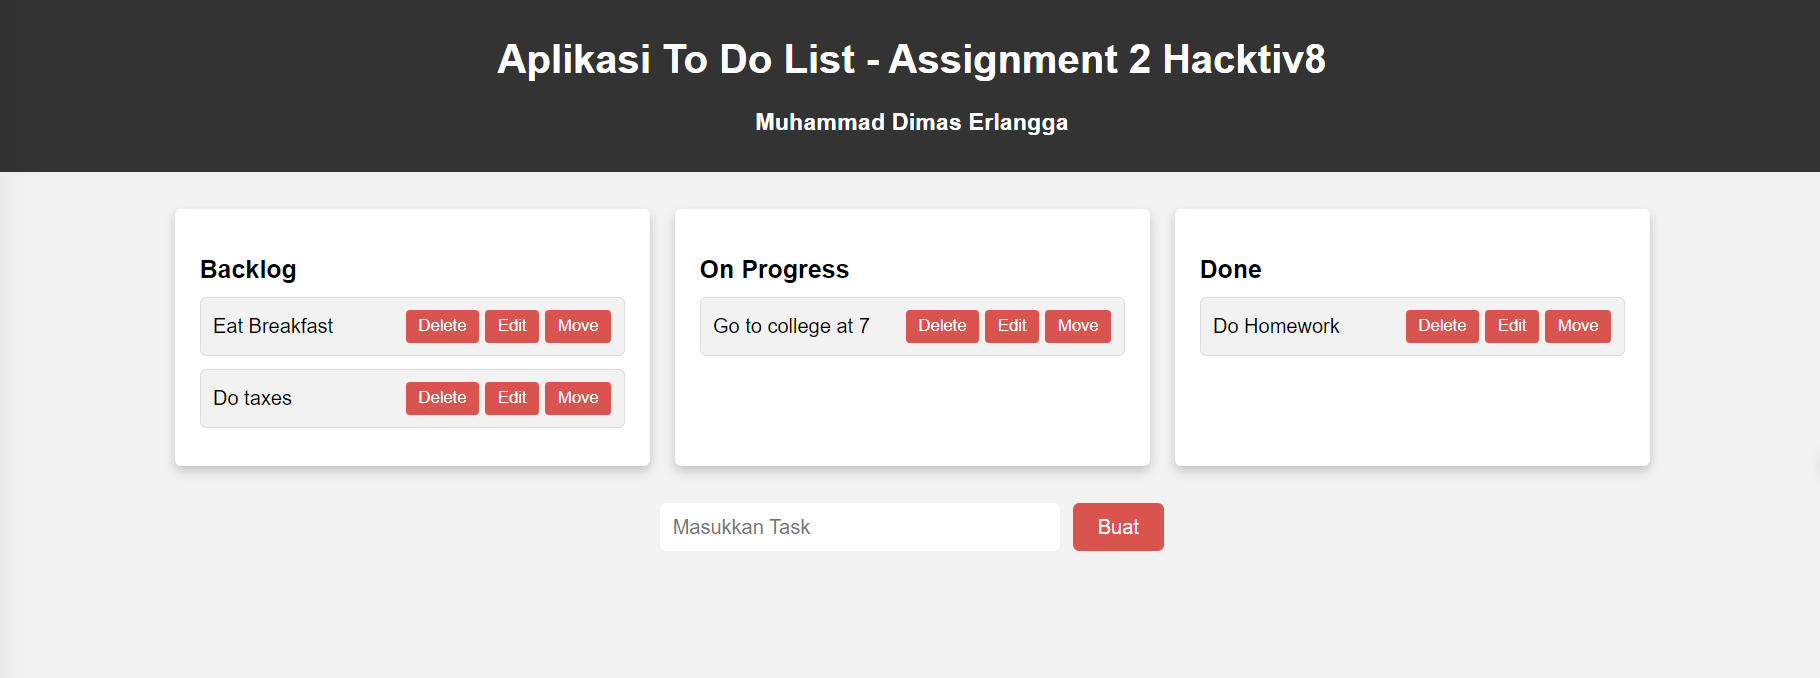 Aplikasi To Do List - Assignment 2 Hacktiv8
Muhammad Dimas Erlangga
Backlog
Eat Breakfast Delete Edit Move
Do taxes Delete Edit Move
On Progress
Go to college at 7 Delete Edit Move
Done
Do Homework Delete Edit Move
Masukkan Task Buat